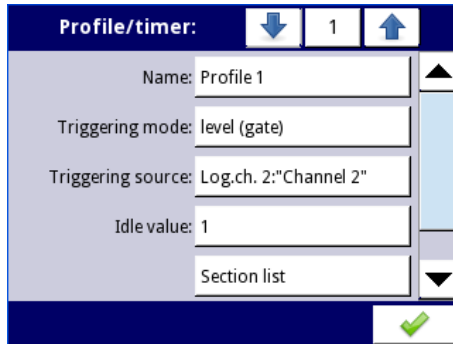 Profile/timer: 1
Name: Profile 1
Triggering mode: level (gate)
Triggering source: Log.ch. 2:"Channel 2"
Idle value: 1
Section list